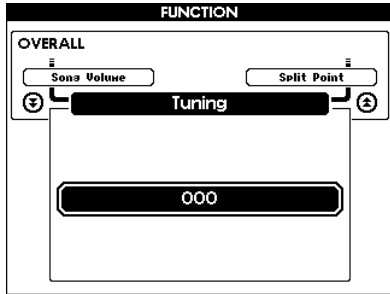 FUNCTION
OVERALL
Song Volume Split Point
Tuning
000